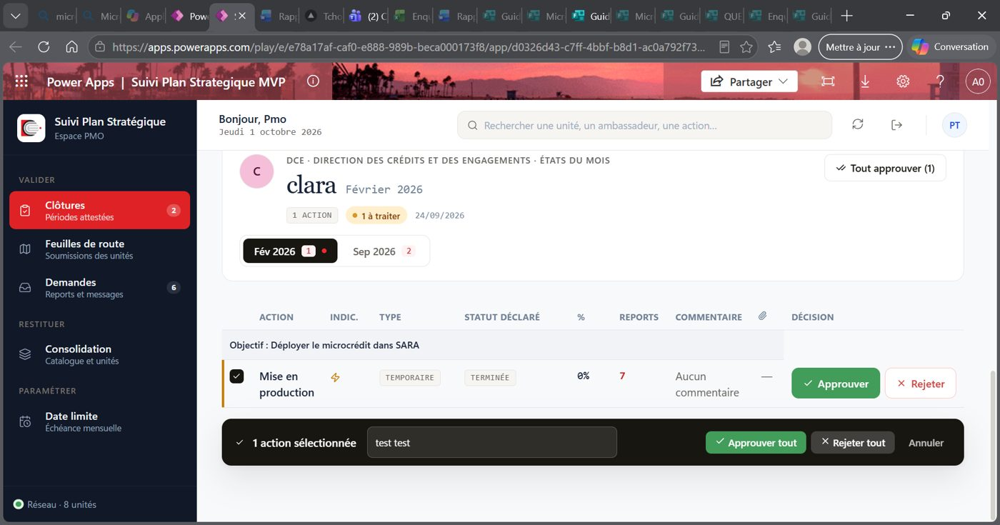 micr
Micr
App
Pow
Rap
Tcho
(2) C
Enq
Rap
Guid
Micr
Guid
Micr
Guid
QUE
Enq
Guid
https://apps.powerapps.com/play/e/e78a17af-caf0-e888-989b-beca000173f8/app/d0326d43-c7ff-4bbf-b8d1-ac0a792f73...
Mettre à jour
Conversation
Power Apps | Suivi Plan Strategique MVP
Partager
A0
Suivi Plan Stratégique
Espace PMO
Bonjour, Pmo
Jeudi 1 octobre 2026
Rechercher une unité, un ambassadeur, une action...
PT
VALIDER
Clôtures
Périodes attestées
2
Feuilles de route
Soumissions des unités
Demandes
Reports et messages
6
RESTITUER
Consolidation
Catalogue et unités
PARAMÉTRER
Date limite
Échéance mensuelle
Réseau · 8 unités
C
DCE · DIRECTION DES CRÉDITS ET DES ENGAGEMENTS · ÉTATS DU MOIS
clara Février 2026
1 ACTION 1 à traiter 24/09/2026
Tout approuver (1)
Fév 2026 1 Sep 2026 2
ACTION INDIC. TYPE STATUT DÉCLARÉ % REPORTS COMMENTAIRE DÉCISION
Objectif : Déployer le microcrédit dans SARA
Mise en production
TEMPORAIRE TERMINÉE 0% 7
Aucun commentaire
—
Approuver Rejeter
1 action sélectionnée test test Approuver tout Rejeter tout Annuler